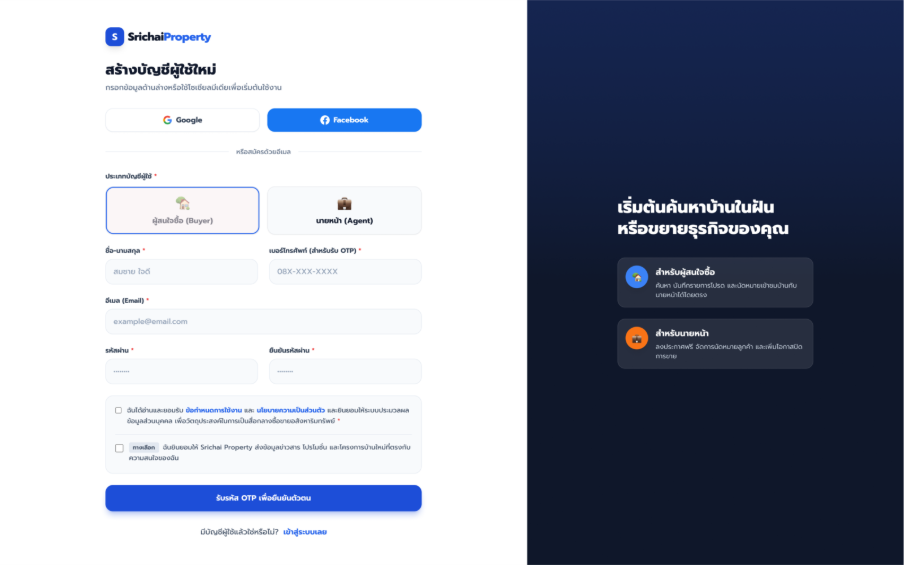 S SrichaiProperty
สร้างบัญชีผู้ใช้ใหม่
กรอกข้อมูลด้านล่างหรือใช้โซเชียลมีเดียเพื่อเริ่มต้นใช้งาน
Google
Facebook
หรือสมัครด้วยอีเมล
ประเภทบัญชีผู้ใช้ *
ผู้สนใจซื้อ (Buyer)
นายหน้า (Agent)
ชื่อ-นามสกุล *
เบอร์โทรศัพท์ (สำหรับรับ OTP) *
สมชาย ใจดี
08X-XXX-XXXX
อีเมล (Email) *
example@email.com
รหัสผ่าน *
ยืนยันรหัสผ่าน *
••••••••
••••••••
ฉันได้อ่านและยอมรับ ข้อกำหนดการใช้งาน และ นโยบายความเป็นส่วนตัว และยินยอมให้ระบบประมวลผล
ข้อมูลส่วนบุคคล เพื่อวัตถุประสงค์ในการเป็นสื่อกลางซื้อขายอสังหาริมทรัพย์ *
ทางเลือก ฉันยินยอมให้ Srichai Property ส่งข้อมูลข่าวสาร โปรโมชั่น และโครงการบ้านใหม่ที่ตรงกับ
ความสนใจของฉัน
รับรหัส OTP เพื่อยืนยันตัวตน
มีบัญชีผู้ใช้แล้วใช่หรือไม่? เข้าสู่ระบบเลย
เริ่มต้นค้นหาบ้านในฝัน
หรือขยายธุรกิจของคุณ
สำหรับผู้สนใจซื้อ
ค้นหา บันทึกรายการโปรด และนัดหมายเข้าชมบ้านกับ
นายหน้าได้โดยตรง
สำหรับนายหน้า
ลงประกาศฟรี จัดการนัดหมายลูกค้า และเพิ่มโอกาสปิด
การขาย